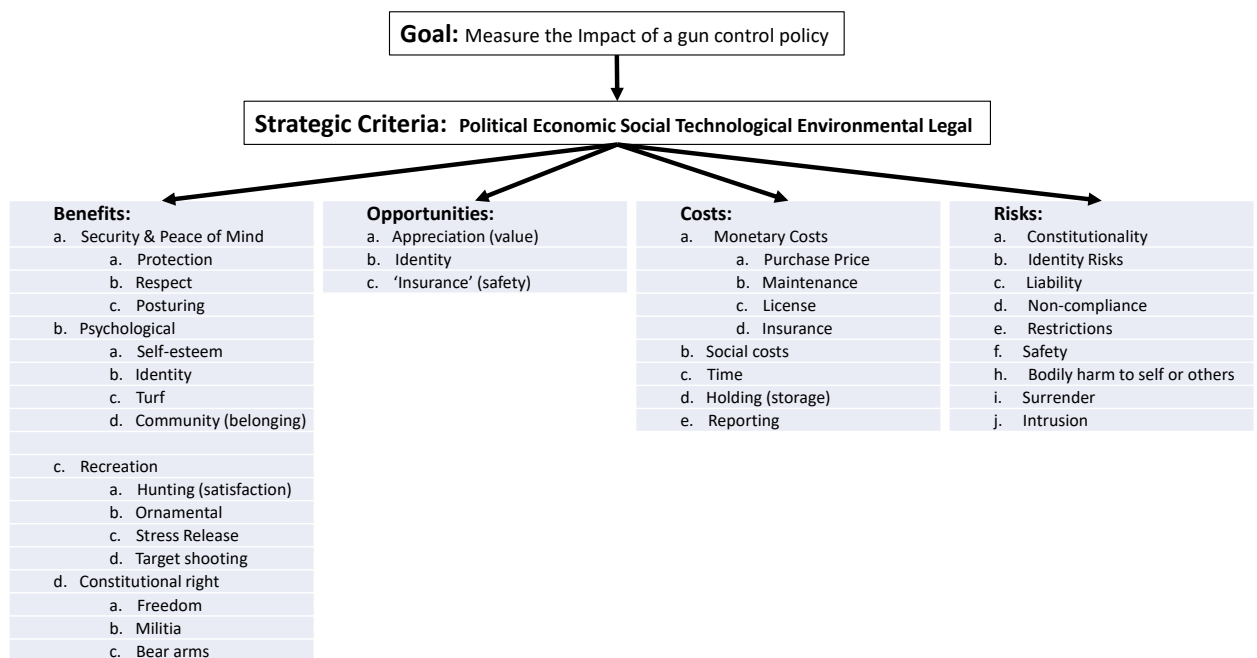 Goal: Measure the Impact of a gun control policy
Strategic Criteria: Political Economic Social Technological Environmental Legal
Benefits:
a. Security & Peace of Mind
a. Protection
b. Respect
c. Posturing
b. Psychological
a. Self-esteem
b. Identity
c. Turf
d. Community (belonging)
c. Recreation
a. Hunting (satisfaction)
b. Ornamental
c. Stress Release
d. Target shooting
d. Constitutional right
a. Freedom
b. Militia
c. Bear arms
Opportunities:
a. Appreciation (value)
b. Identity
c. ‘Insurance’ (safety)
Costs:
a. Monetary Costs
a. Purchase Price
b. Maintenance
c. License
d. Insurance
b. Social costs
c. Time
d. Holding (storage)
e. Reporting
Risks:
a. Constitutionality
b. Identity Risks
c. Liability
d. Non-compliance
e. Restrictions
f. Safety
h. Bodily harm to self or others
i. Surrender
j. Intrusion